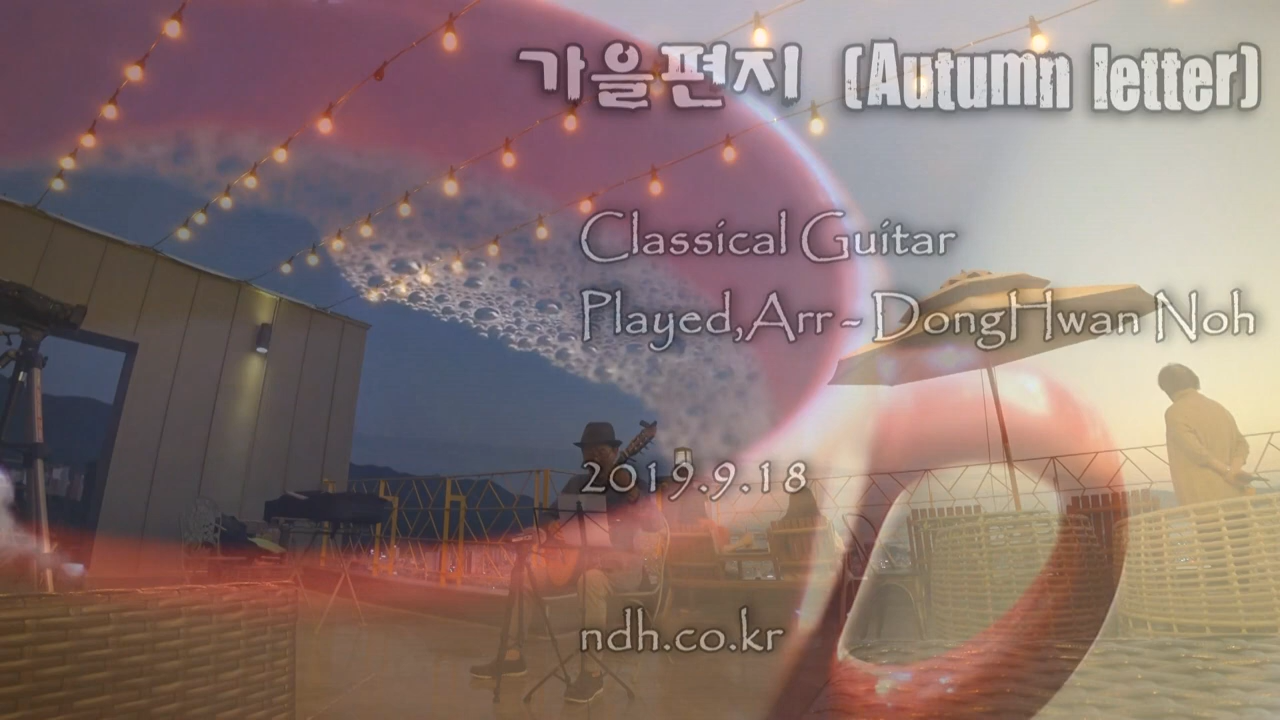 가을편지 (Autumn letter)
Classical Guitar
Played,Arr - DongHwan Noh
2019.9.18
ndh.co.kr